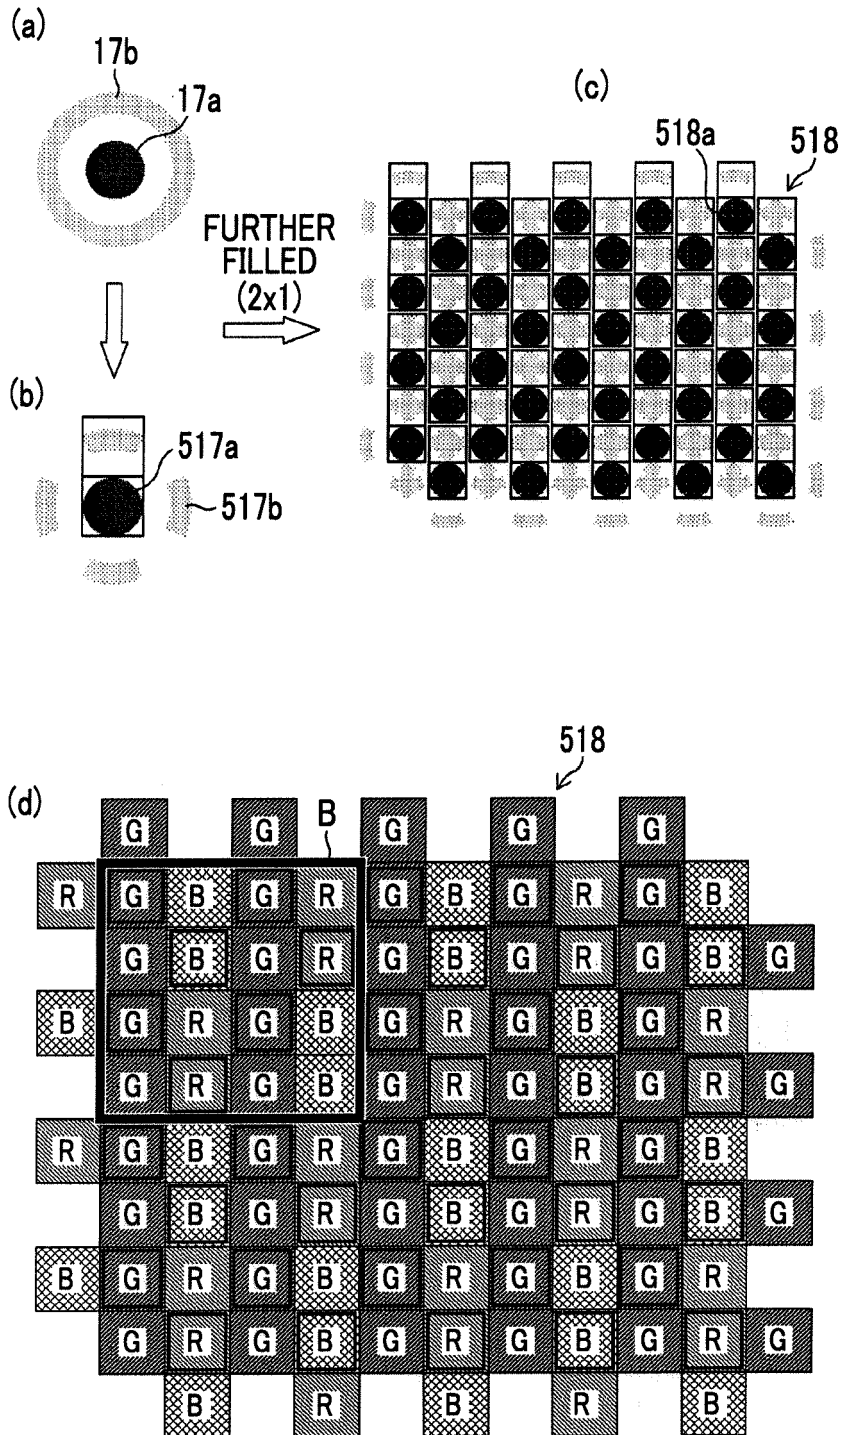 (a)
17b
17a
(c)
518a
518
FURTHER
FILLED
(2x1)
(b)
517a
517b
518
(d)
B
G G G G G
R G B G R G B G R G B
G B G R G B G R G B G
B G R G B G R G B G R
G R G B G R G B G R G
R G B G R G B G R G B
G B G R G B G R G B G
B G R G B G R G B G R
G R G B G R G B G R G
B R B R B